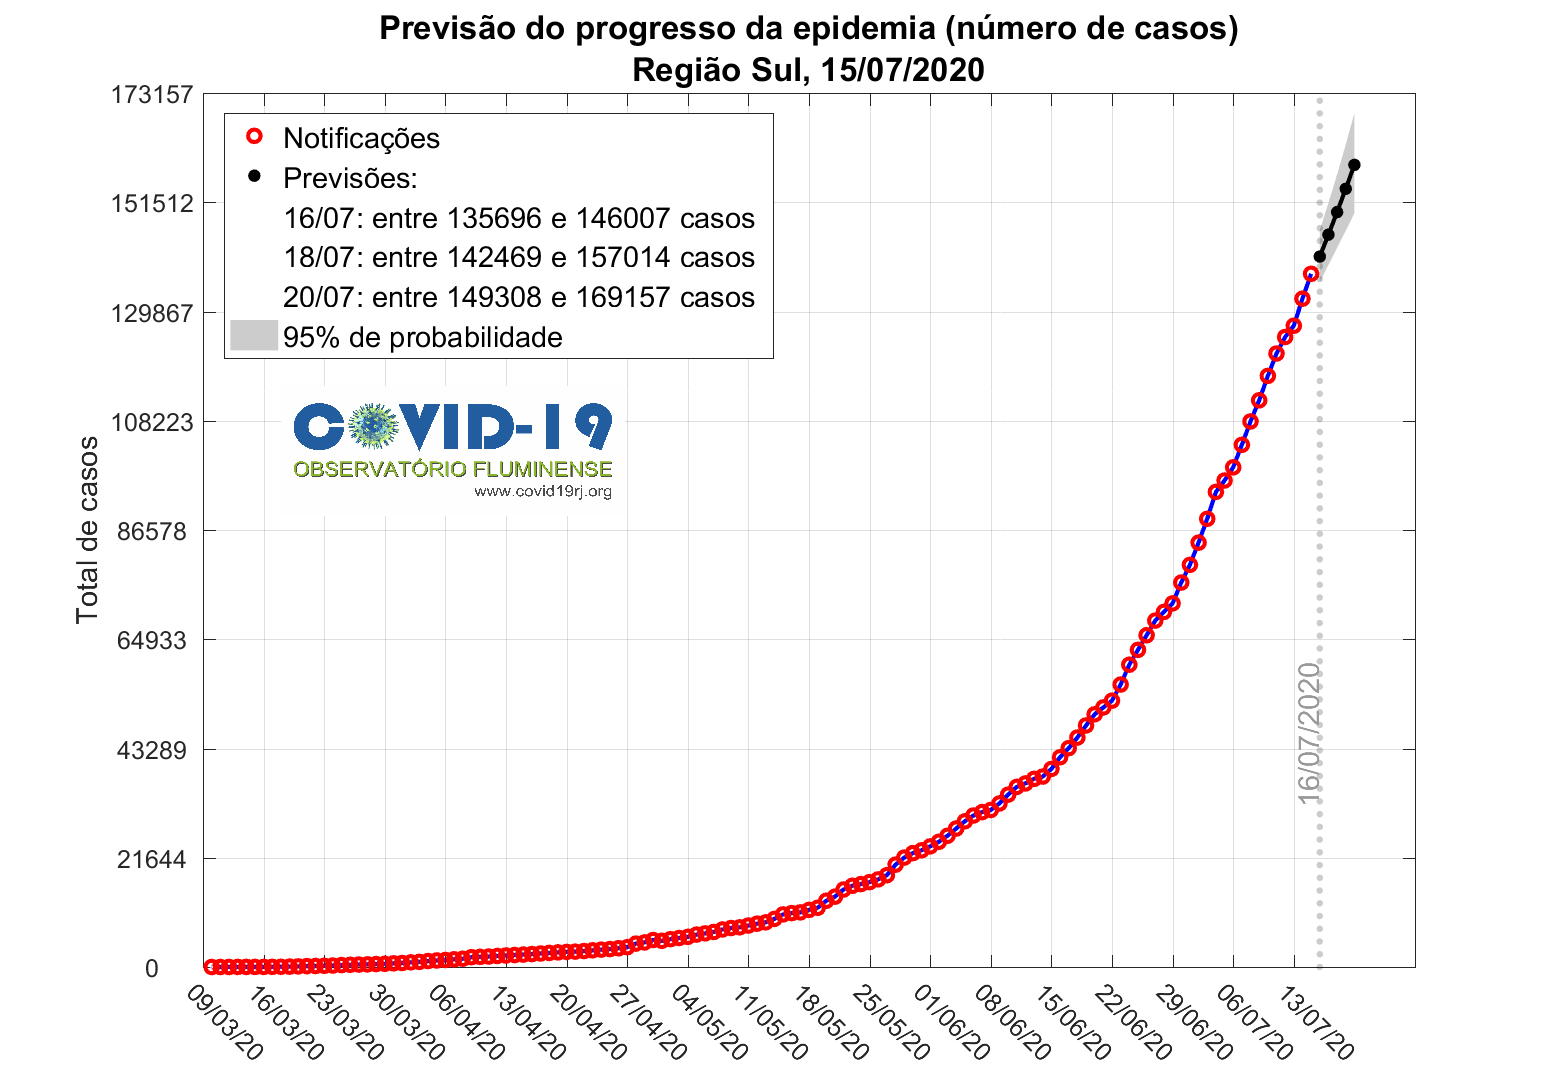 Previsão do progresso da epidemia (número de casos)
Região Sul, 15/07/2020
173157
151512
129867
108223
86578
64933
43289
21644
0
Total de casos
Notificações
Previsões:
16/07: entre 135696 e 146007 casos
18/07: entre 142469 e 157014 casos
20/07: entre 149308 e 169157 casos
95% de probabilidade
COVID-19
OBSERVATÓRIO FLUMINENSE
www.covid19rj.org
16/07/2020
09/03/20
16/03/20
23/03/20
30/03/20
06/04/20
13/04/20
20/04/20
27/04/20
04/05/20
11/05/20
18/05/20
25/05/20
01/06/20
08/06/20
15/06/20
22/06/20
29/06/20
06/07/20
13/07/20